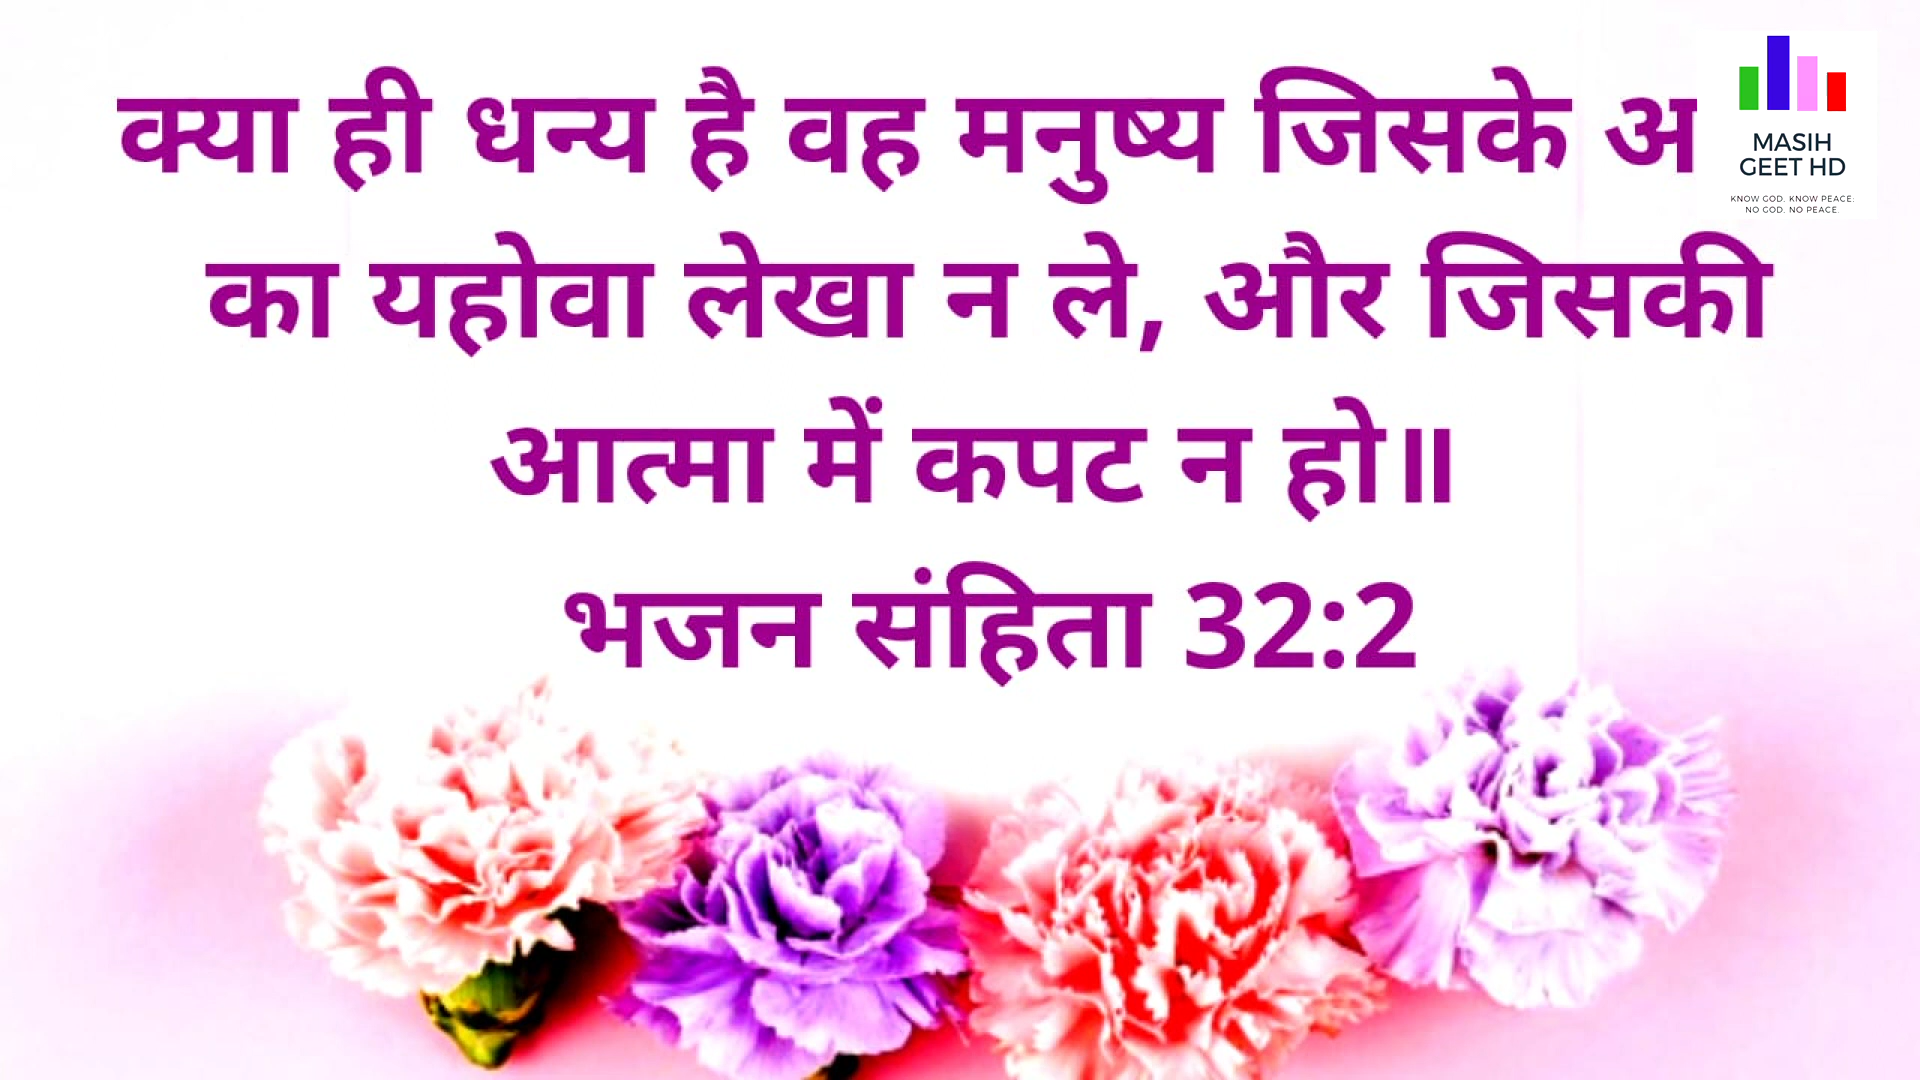 क्या ही धन्य है वह मनुष्य जिसके अ
का यहोवा लेखा न ले, और जिसकी
आत्मा में कपट न हो॥
भजन संहिता 32:2
MASIH
GEET HD
KNOW GOD. KNOW PEACE:
NO GOD. NO PEACE.